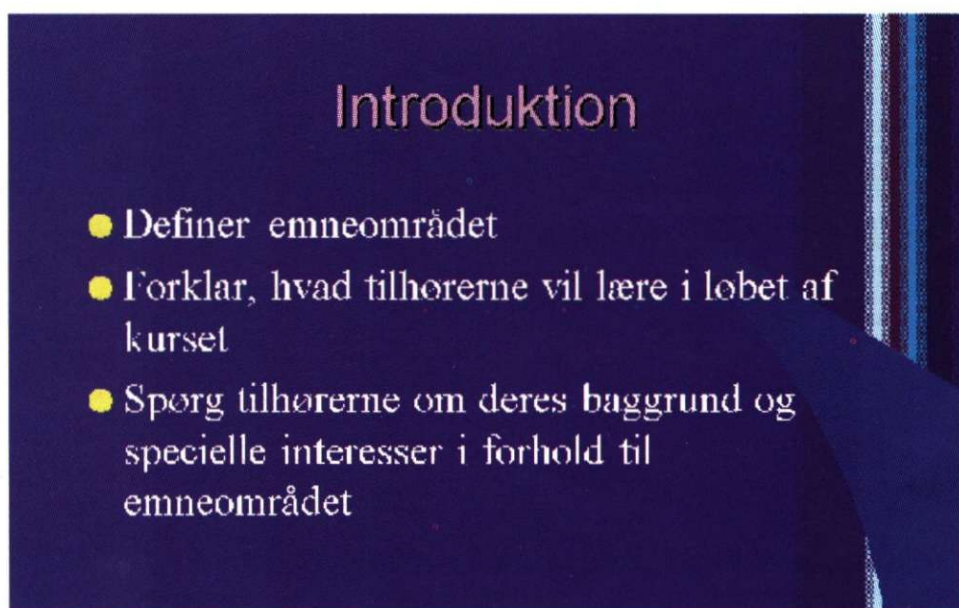 Introduktion
Definer emneområdet
Forklar, hvad tilhørerne vil lære i løbet af
kurset
Spørg tilhørerne om deres baggrund og
specielle interesser i forhold til
emneområdet